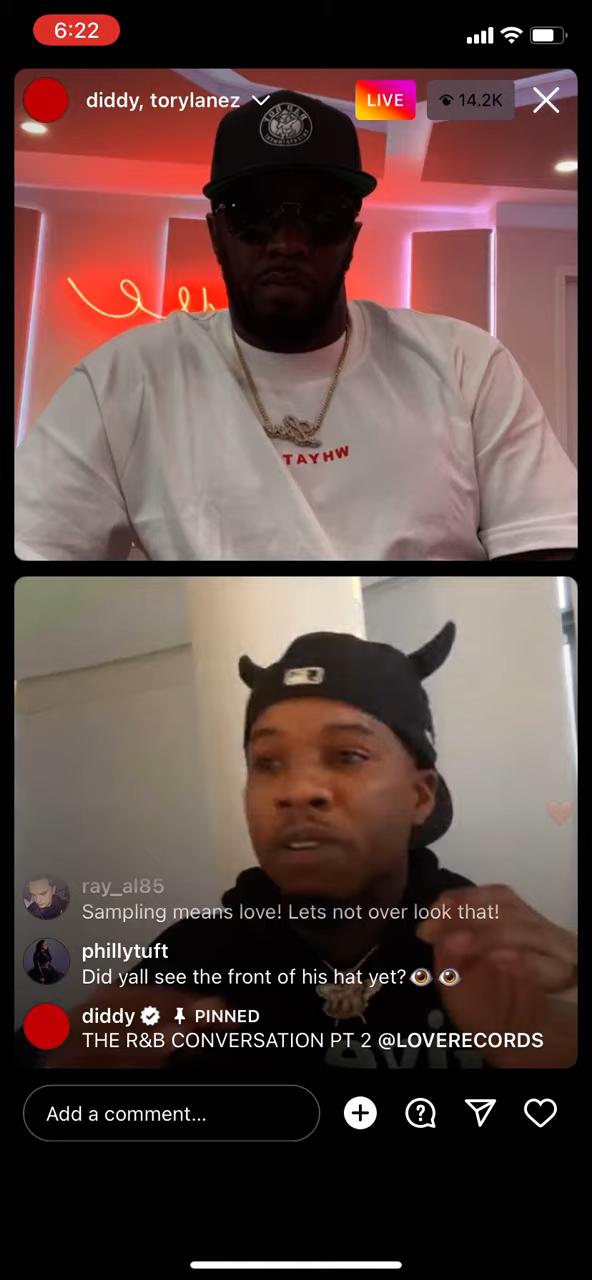 6:22
diddy, torylanez
LIVE
14.2K
TAYHW
ray_al85
Sampling means love! Lets not over look that!
phillytuft
Did yall see the front of his hat yet?👀👀
diddy PINNED
THE R&B CONVERSATION PT 2 @LOVERECORDS
Add a comment...